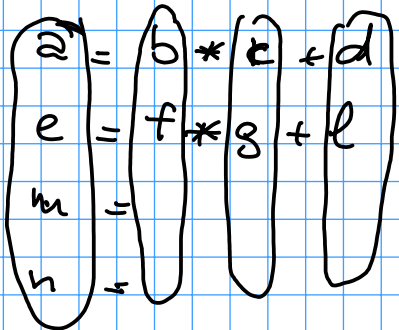 a = b * c + d
e = f * g + l
m =
n =